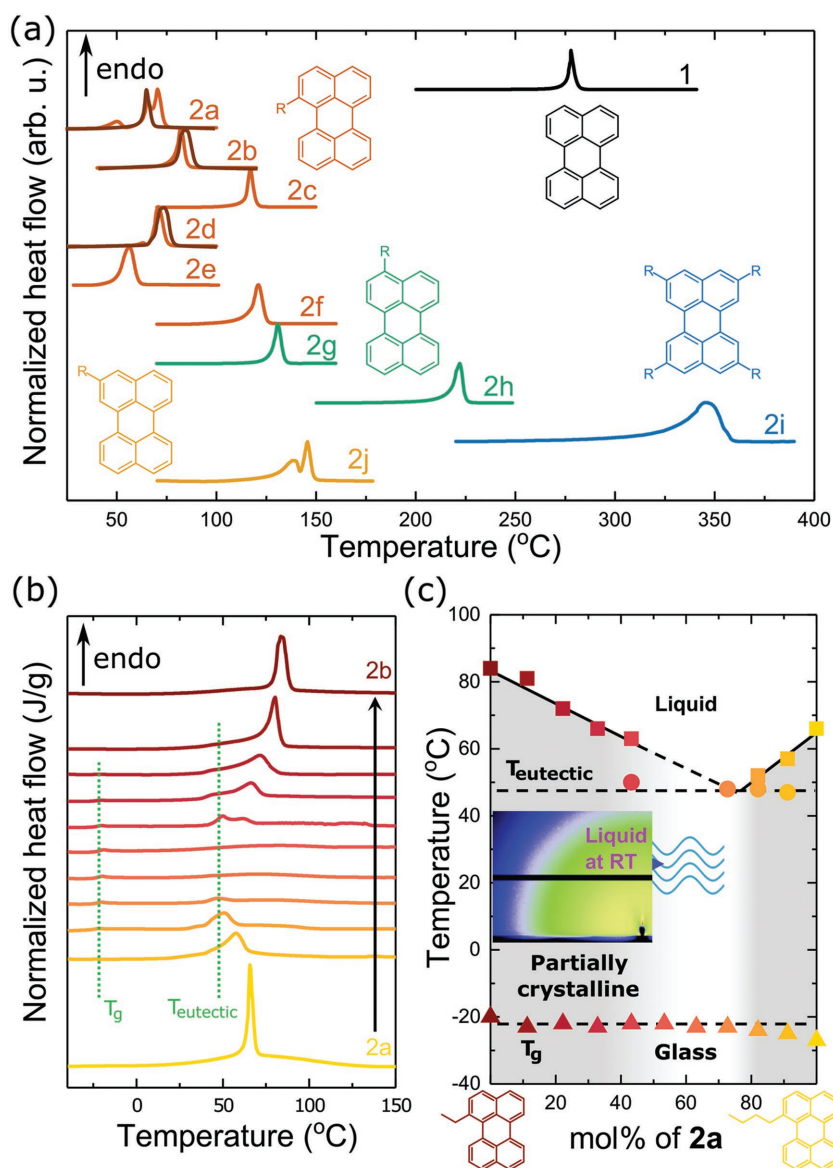 (a)
endo
Normalized heat flow (arb. u.)
2a
2b
2c
2d
2e
2f
2g
2h
2i
2j
1
R
R
R
R
R
R
R
50 100 150 200 250 300 350 400
Temperature (°C)
(b)
endo
Normalized heat flow (J/g)
2b
Tg
Teutectic
2a
0 50 100 150
Temperature (°C)
(c)
Temperature (°C)
100
80
60
40
20
0
-20
-40
Liquid
Teutectic
Liquid
at RT
Partially
crystalline
Tg
Glass
0 20 40 60 80 100
mol% of 2a